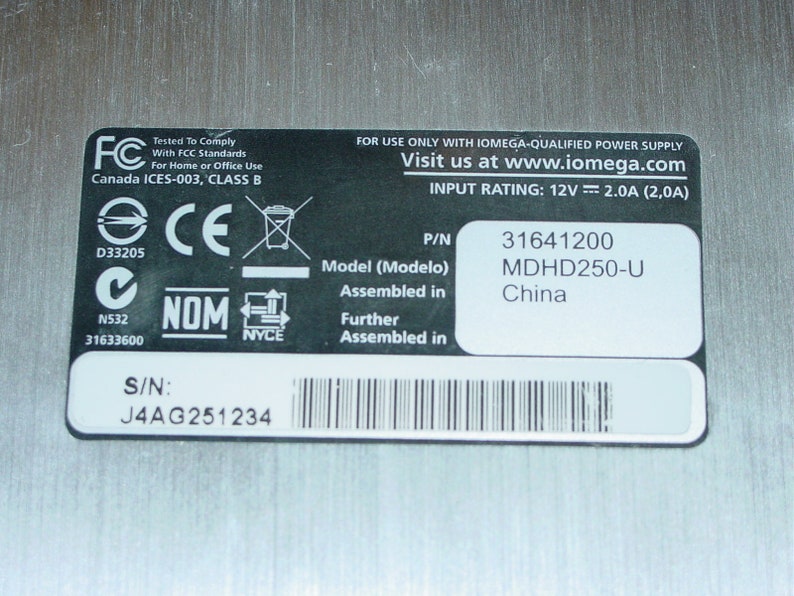 FC Tested To Comply
With FCC Standards
For Home or Office Use
Canada ICES-003, CLASS B
FOR USE ONLY WITH IOMEGA-QUALIFIED POWER SUPPLY
Visit us at www.iomega.com
INPUT RATING: 12V ⎓ 2.0A (2,0A)
D33205
CE
N532
31633600
NOM
NYCE
P/N 31641200
Model (Modelo) MDHD250-U
Assembled in China
Further
Assembled in
S/N:
J4AG251234